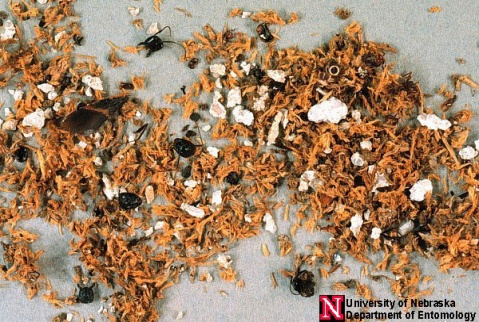 N University of Nebraska
Department of Entomology